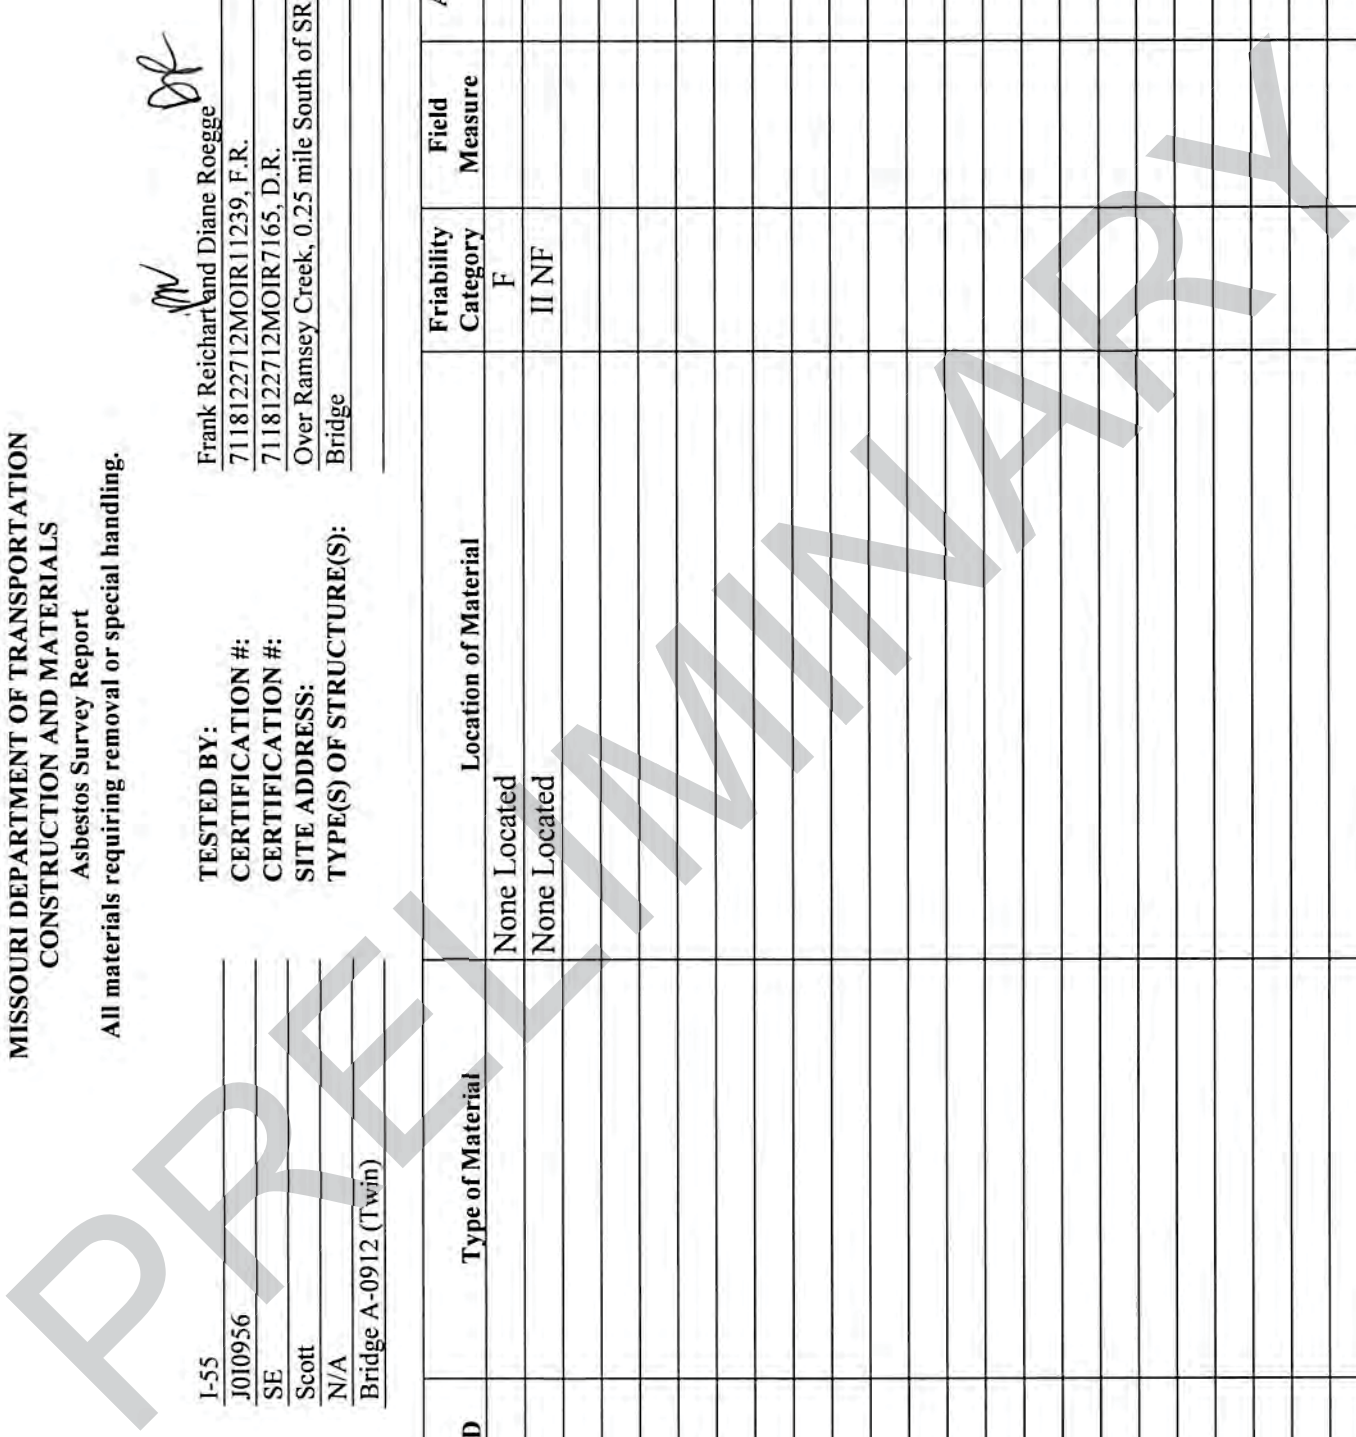 MISSOURI DEPARTMENT OF TRANSPORTATION
CONSTRUCTION AND MATERIALS
Asbestos Survey Report
All materials requiring removal or special handling.
I-55
J0I0956
SE
Scott
N/A
Bridge A-0912 (Twin)
TESTED BY: Frank Reichart and Diane Roegge
CERTIFICATION #: 7118122712MOIR11239, F.R.
CERTIFICATION #: 7118122712MOIR7165, D.R.
SITE ADDRESS: Over Ramsey Creek, 0.25 mile South of SR
TYPE(S) OF STRUCTURE(S): Bridge
Type of Material
Location of Material
Friability Category
Field Measure
None Located F
None Located II NF
PRELIMINARY